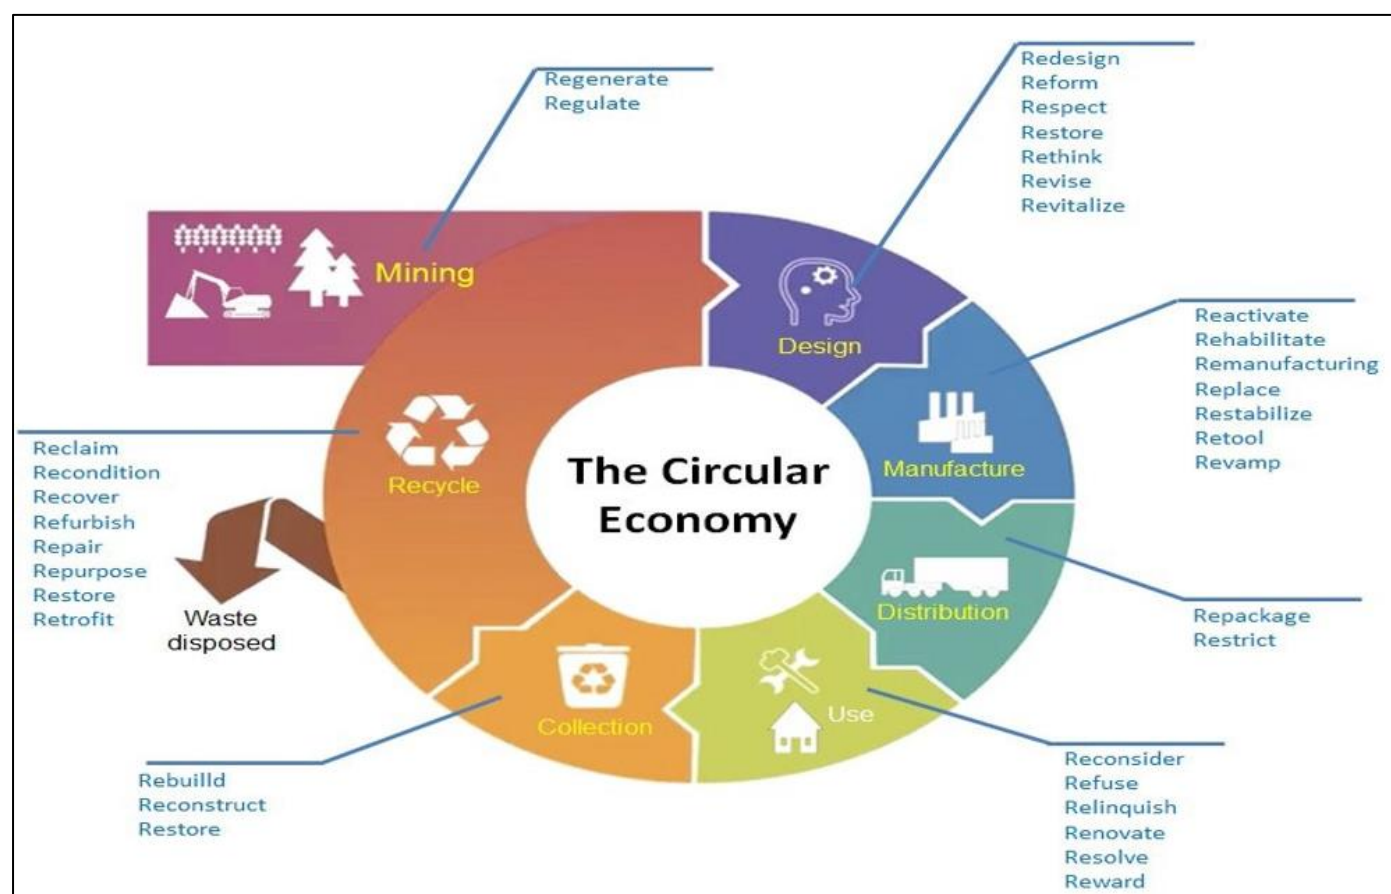 Regenerate
Regulate
Redesign
Reform
Respect
Restore
Rethink
Revise
Revitalize
Mining
Design
Reactivate
Rehabilitate
Remanufacturing
Replace
Restabilize
Retool
Revamp
Manufacture
Recycle
The Circular
Economy
Reclaim
Recondition
Recover
Refurbish
Repair
Repurpose
Restore
Retrofit
Waste
disposed
Distribution
Repackage
Restrict
Use
Collection
Rebuilld
Reconstruct
Restore
Reconsider
Refuse
Relinquish
Renovate
Resolve
Reward